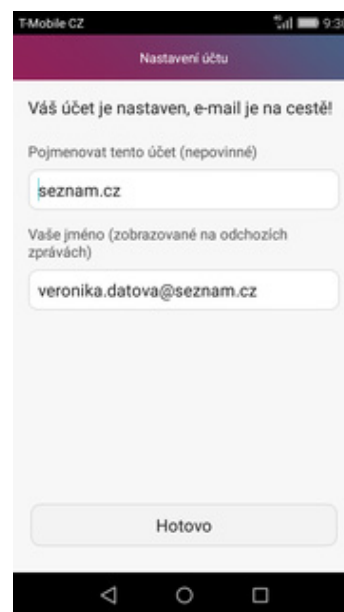 T-Mobile CZ 9:30
Nastavení účtu
Váš účet je nastaven, e-mail je na cestě!
Pojmenovat tento účet (nepovinné)
seznam.cz
Vaše jméno (zobrazované na odchozích
zprávách)
veronika.datova@seznam.cz
Hotovo